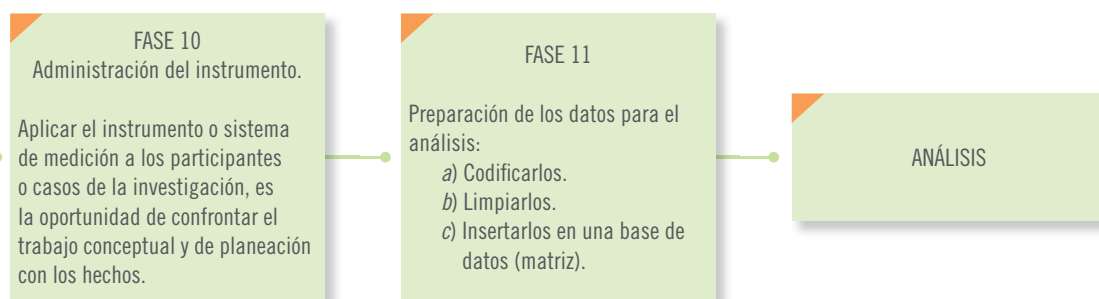 FASE 10
Administración del instrumento.
Aplicar el instrumento o sistema
de medición a los participantes
o casos de la investigación, es
la oportunidad de confrontar el
trabajo conceptual y de planeación
con los hechos.
FASE 11
Preparación de los datos para el
análisis:
a) Codificarlos.
b) Limpiarlos.
c) Insertarlos en una base de
datos (matriz).
ANÁLISIS